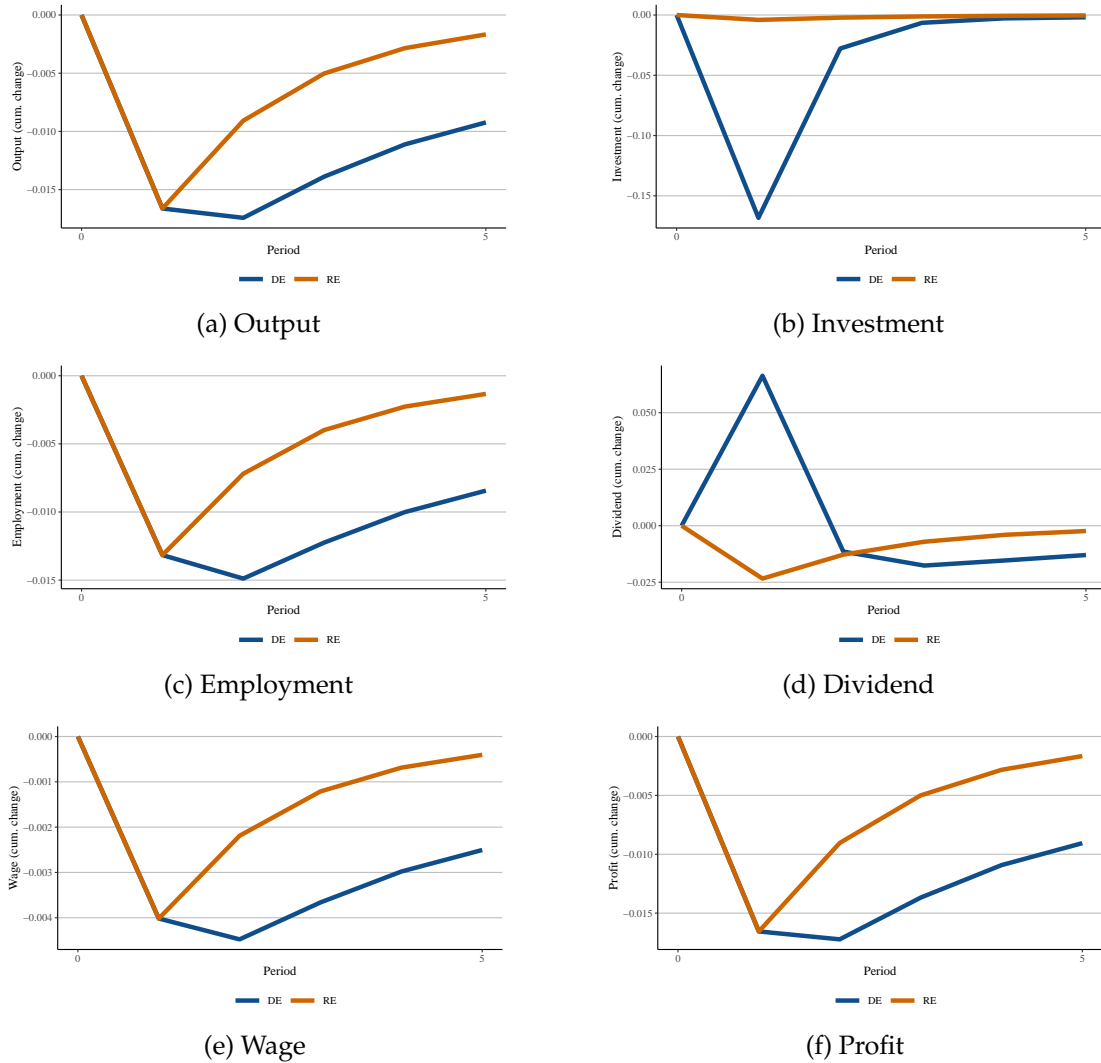 0.000
−0.005
−0.010
−0.015
Output (cum. change)
0
5
Period
DE RE
(a) Output
0.00
−0.05
−0.10
−0.15
Investment (cum. change)
0
5
Period
DE RE
(b) Investment
0.000
−0.005
−0.010
−0.015
Employment (cum. change)
0
5
Period
DE RE
(c) Employment
0.050
0.025
0.000
−0.025
Dividend (cum. change)
0
5
Period
DE RE
(d) Dividend
0.000
−0.001
−0.002
−0.003
−0.004
Wage (cum. change)
0
5
Period
DE RE
(e) Wage
0.000
−0.005
−0.010
−0.015
Profit (cum. change)
0
5
Period
DE RE
(f) Profit